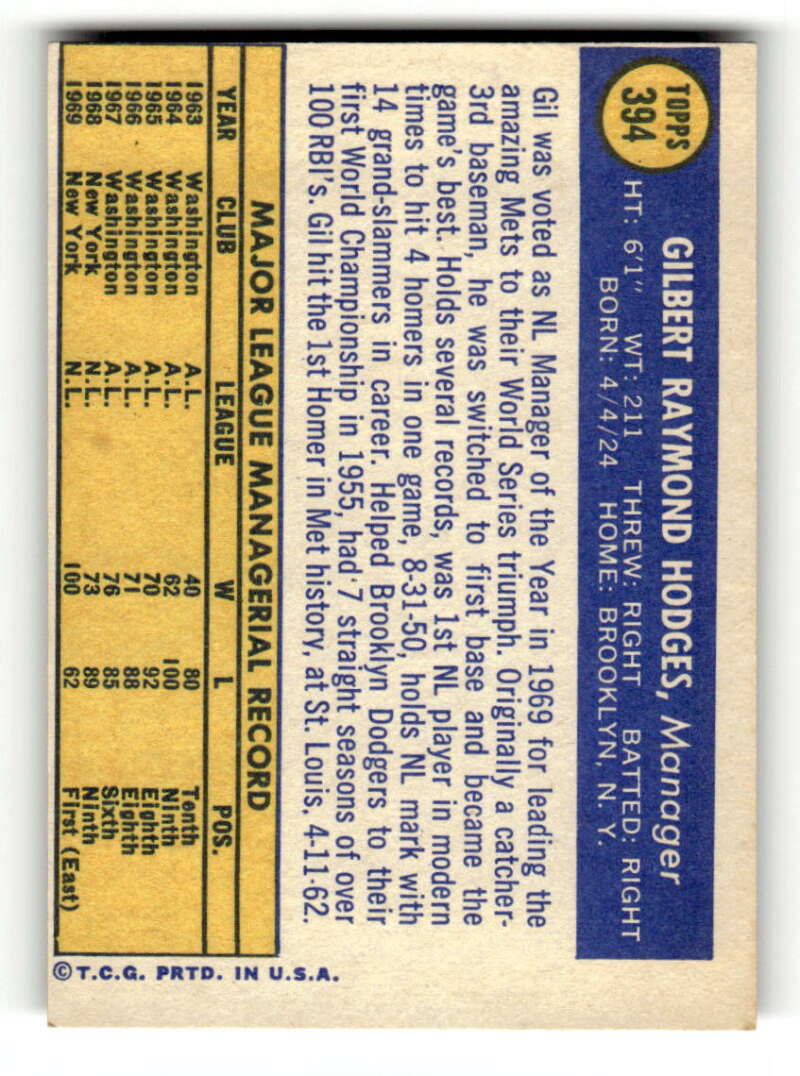 TOPPS
394
GILBERT RAYMOND HODGES, Manager
HT: 6'1" WT: 211 THREW: RIGHT BATTED: RIGHT
BORN: 4/4/24 HOME: BROOKLYN, N. Y.
Gil was voted as NL Manager of the Year in 1969 for leading the
amazing Mets to their World Series triumph. Originally a catcher-
3rd baseman, he was switched to first base and became the
game's best. Holds several records, was 1st NL player in modern
times to hit 4 homers in one game, 8-31-50, holds NL mark with
14 grand-slammers in career. Helped Brooklyn Dodgers to their
first World Championship in 1955, had 7 straight seasons of over
100 RBI's. Gil hit the 1st Homer in Met history, at St. Louis, 4-11-62.
MAJOR LEAGUE MANAGERIAL RECORD
YEAR CLUB LEAGUE W L POS.
1963 Washington A.L. 40 80 Tenth
1964 Washington A.L. 62 100 Ninth
1965 Washington A.L. 70 92 Eighth
1966 Washington A.L. 71 88 Eighth
1967 Washington A.L. 76 85 Sixth
1968 New York N.L. 73 89 Ninth
1969 New York N.L. 100 62 First (East)
© T.C.G. PRTD. IN U.S.A.